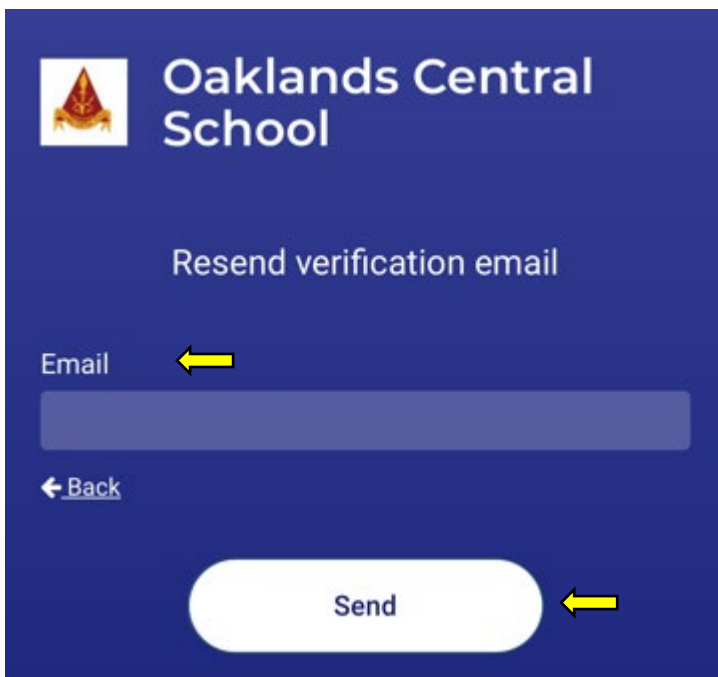 Oaklands Central
School
Resend verification email
Email
Back
Send